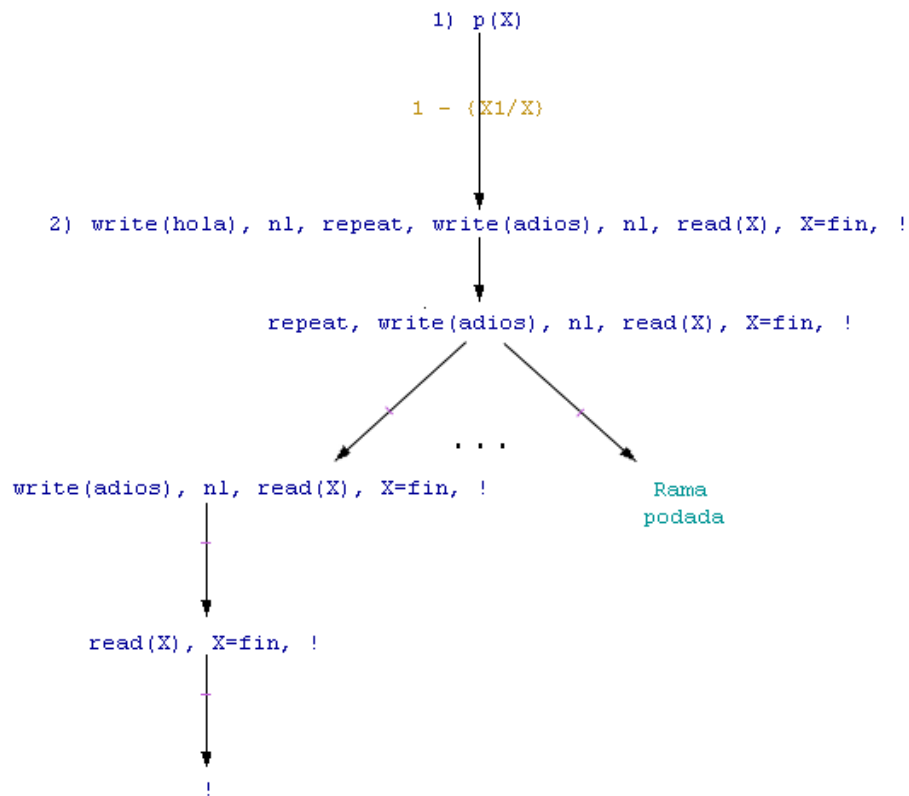 1) p(X)
1 - {X1/X}
2) write(hola), nl, repeat, write(adios), nl, read(X), X=fin, !
repeat, write(adios), nl, read(X), X=fin, !
...
write(adios), nl, read(X), X=fin, !
Rama
podada
read(X), X=fin, !
!